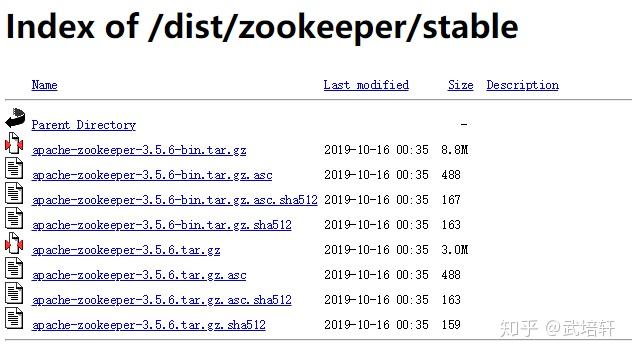 Index of /dist/zookeeper/stable
Name Last modified Size Description
Parent Directory -
apache-zookeeper-3.5.6-bin.tar.gz 2019-10-16 00:35 8.8M
apache-zookeeper-3.5.6-bin.tar.gz.asc 2019-10-16 00:35 488
apache-zookeeper-3.5.6-bin.tar.gz.asc.sha512 2019-10-16 00:35 167
apache-zookeeper-3.5.6-bin.tar.gz.sha512 2019-10-16 00:35 163
apache-zookeeper-3.5.6.tar.gz 2019-10-16 00:35 3.0M
apache-zookeeper-3.5.6.tar.gz.asc 2019-10-16 00:35 488
apache-zookeeper-3.5.6.tar.gz.asc.sha512 2019-10-16 00:35 163
apache-zookeeper-3.5.6.tar.gz.sha512 2019-10-16 00:35 159
知乎 @武培轩